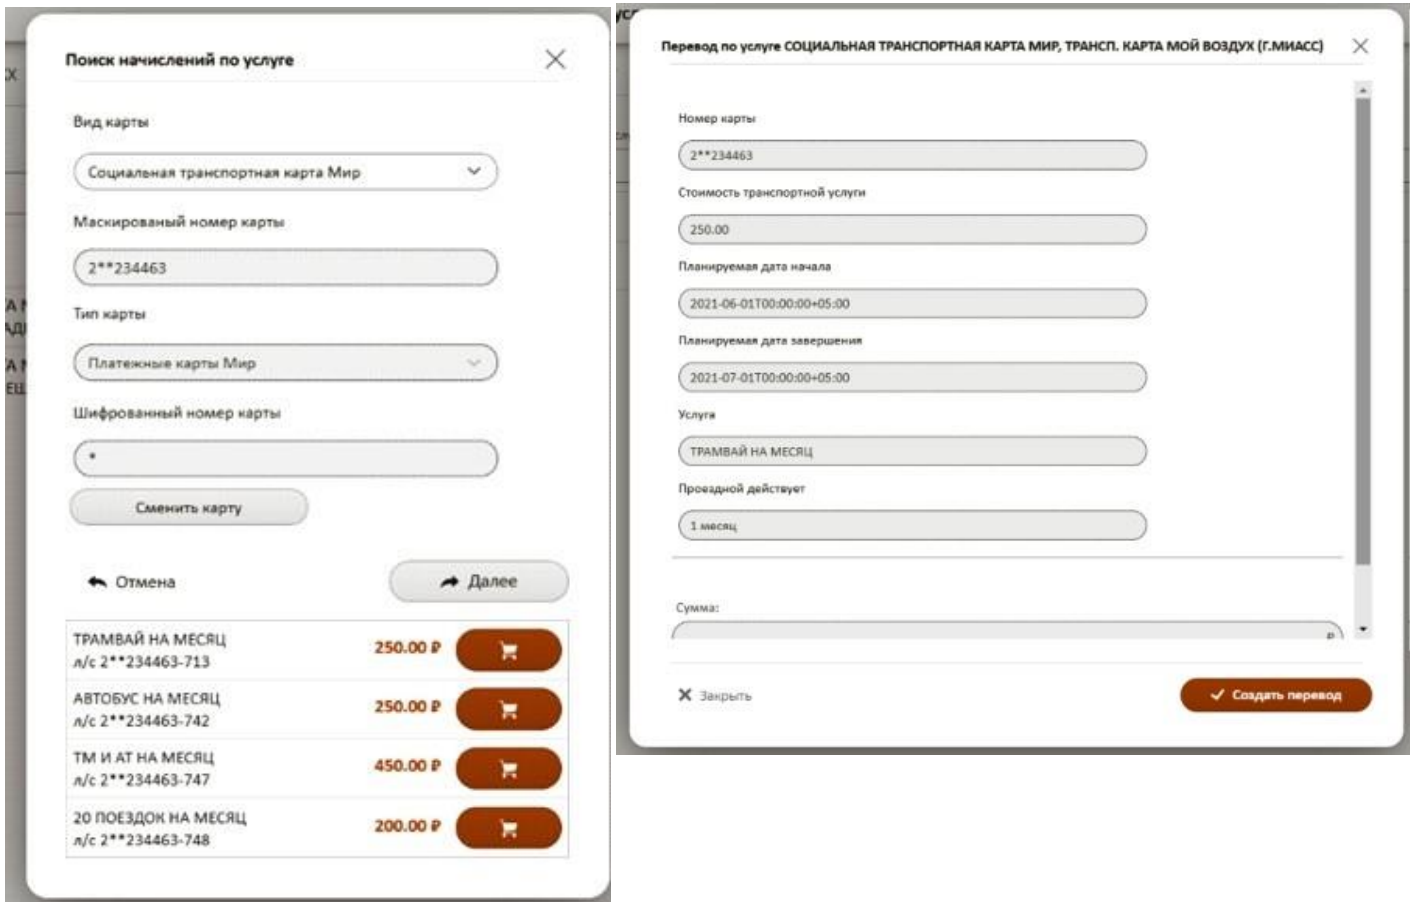 Поиск начислений по услуге
Вид карты
Социальная транспортная карта Мир
Маскированый номер карты
2**234463
Тип карты
Платежные карты Мир
Шифрованный номер карты
*
Сменить карту
Отмена
Далее
ТРАМВАЙ НА МЕСЯЦ
л/с 2**234463-713
250.00 ₽
АВТОБУС НА МЕСЯЦ
л/с 2**234463-742
250.00 ₽
ТМ И АТ НА МЕСЯЦ
л/с 2**234463-747
450.00 ₽
20 ПОЕЗДОК НА МЕСЯЦ
л/с 2**234463-748
200.00 ₽
Перевод по услуге СОЦИАЛЬНАЯ ТРАНСПОРТНАЯ КАРТА МИР, ТРАНСП. КАРТА МОЙ ВОЗДУХ (Г.МИАСС)
Номер карты
2**234463
Стоимость транспортной услуги
250.00
Планируемая дата начала
2021-06-01T00:00:00+05:00
Планируемая дата завершения
2021-07-01T00:00:00+05:00
Услуга
ТРАМВАЙ НА МЕСЯЦ
Проездной действует
1 месяц
Сумма:
₽
Закрыть
Создать перевод